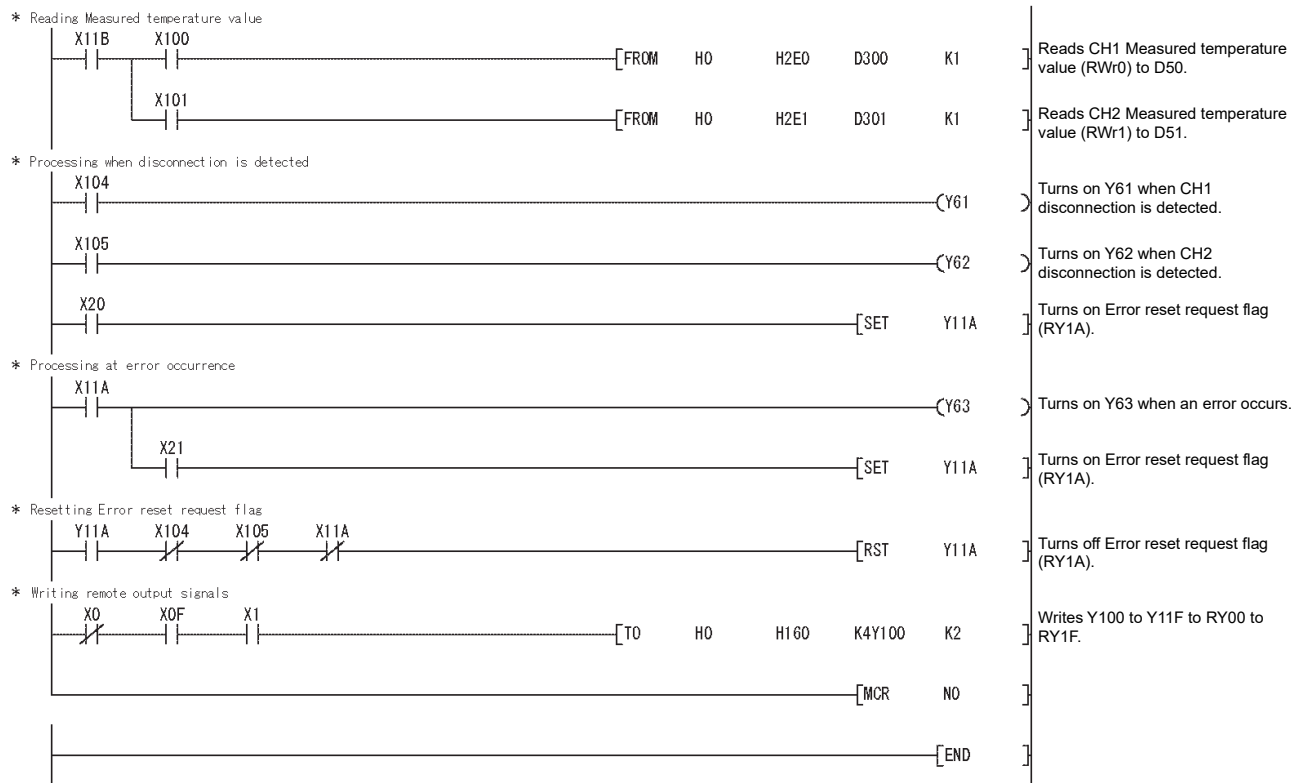 * Reading Measured temperature value
X11B X100
[FROM H0 H2E0 D300 K1 ]
Reads CH1 Measured temperature
value (RWr0) to D50.
X101
[FROM H0 H2E1 D301 K1 ]
Reads CH2 Measured temperature
value (RWr1) to D51.
* Processing when disconnection is detected
X104
(Y61 )
Turns on Y61 when CH1
disconnection is detected.
X105
(Y62 )
Turns on Y62 when CH2
disconnection is detected.
X20
[SET Y11A ]
Turns on Error reset request flag
(RY1A).
* Processing at error occurrence
X11A
(Y63 )
Turns on Y63 when an error occurs.
X21
[SET Y11A ]
Turns on Error reset request flag
(RY1A).
* Resetting Error reset request flag
Y11A X104 X105 X11A
[RST Y11A ]
Turns off Error reset request flag
(RY1A).
* Writing remote output signals
X0 X0F X1
[TO H0 H160 K4Y100 K2 ]
Writes Y100 to Y11F to RY00 to
RY1F.
[MCR N0 ]
[END ]